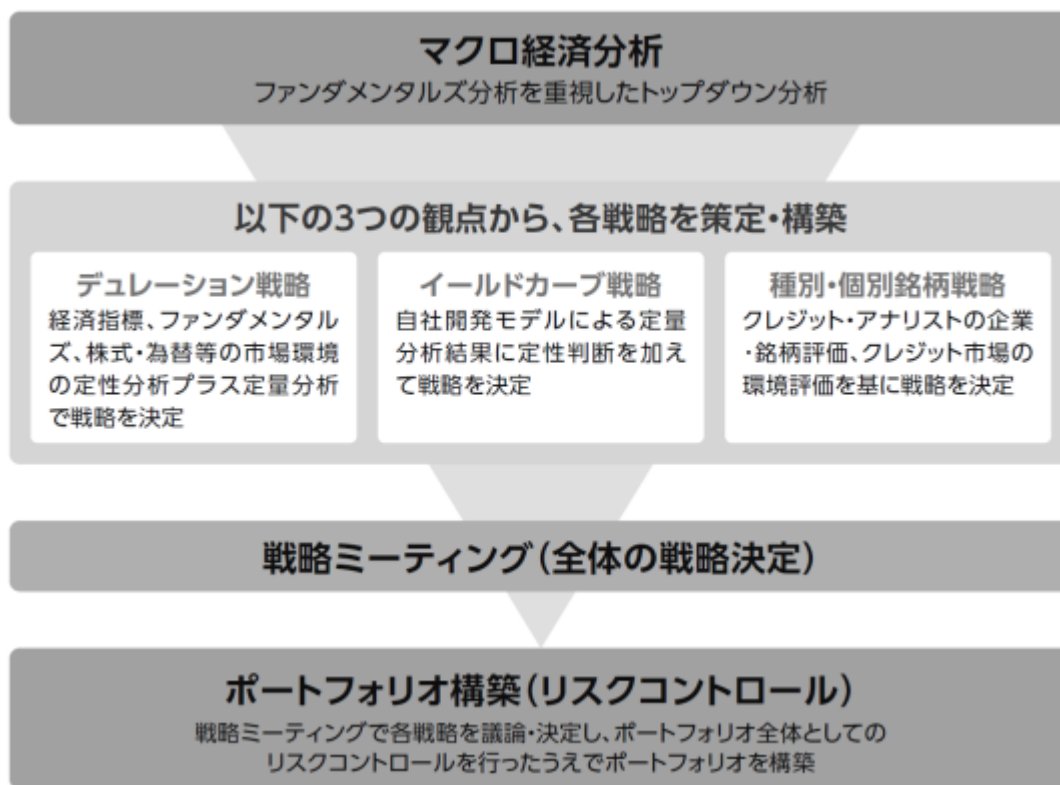 マクロ経済分析
ファンダメンタルズ分析を重視したトップダウン分析
以下の3つの観点から、各戦略を策定・構築
デュレーション戦略
経済指標、ファンダメンタル
ズ、株式・為替等の市場環境
の定性分析プラス定量分析
で戦略を決定
イールドカーブ戦略
自社開発モデルによる定量
分析結果に定性判断を加え
て戦略を決定
種別・個別銘柄戦略
クレジット・アナリストの企業
・銘柄評価、クレジット市場の
環境評価を基に戦略を決定
戦略ミーティング(全体の戦略決定)
ポートフォリオ構築(リスクコントロール)
戦略ミーティングで各戦略を議論・決定し、ポートフォリオ全体としての
リスクコントロールを行ったうえでポートフォリオを構築